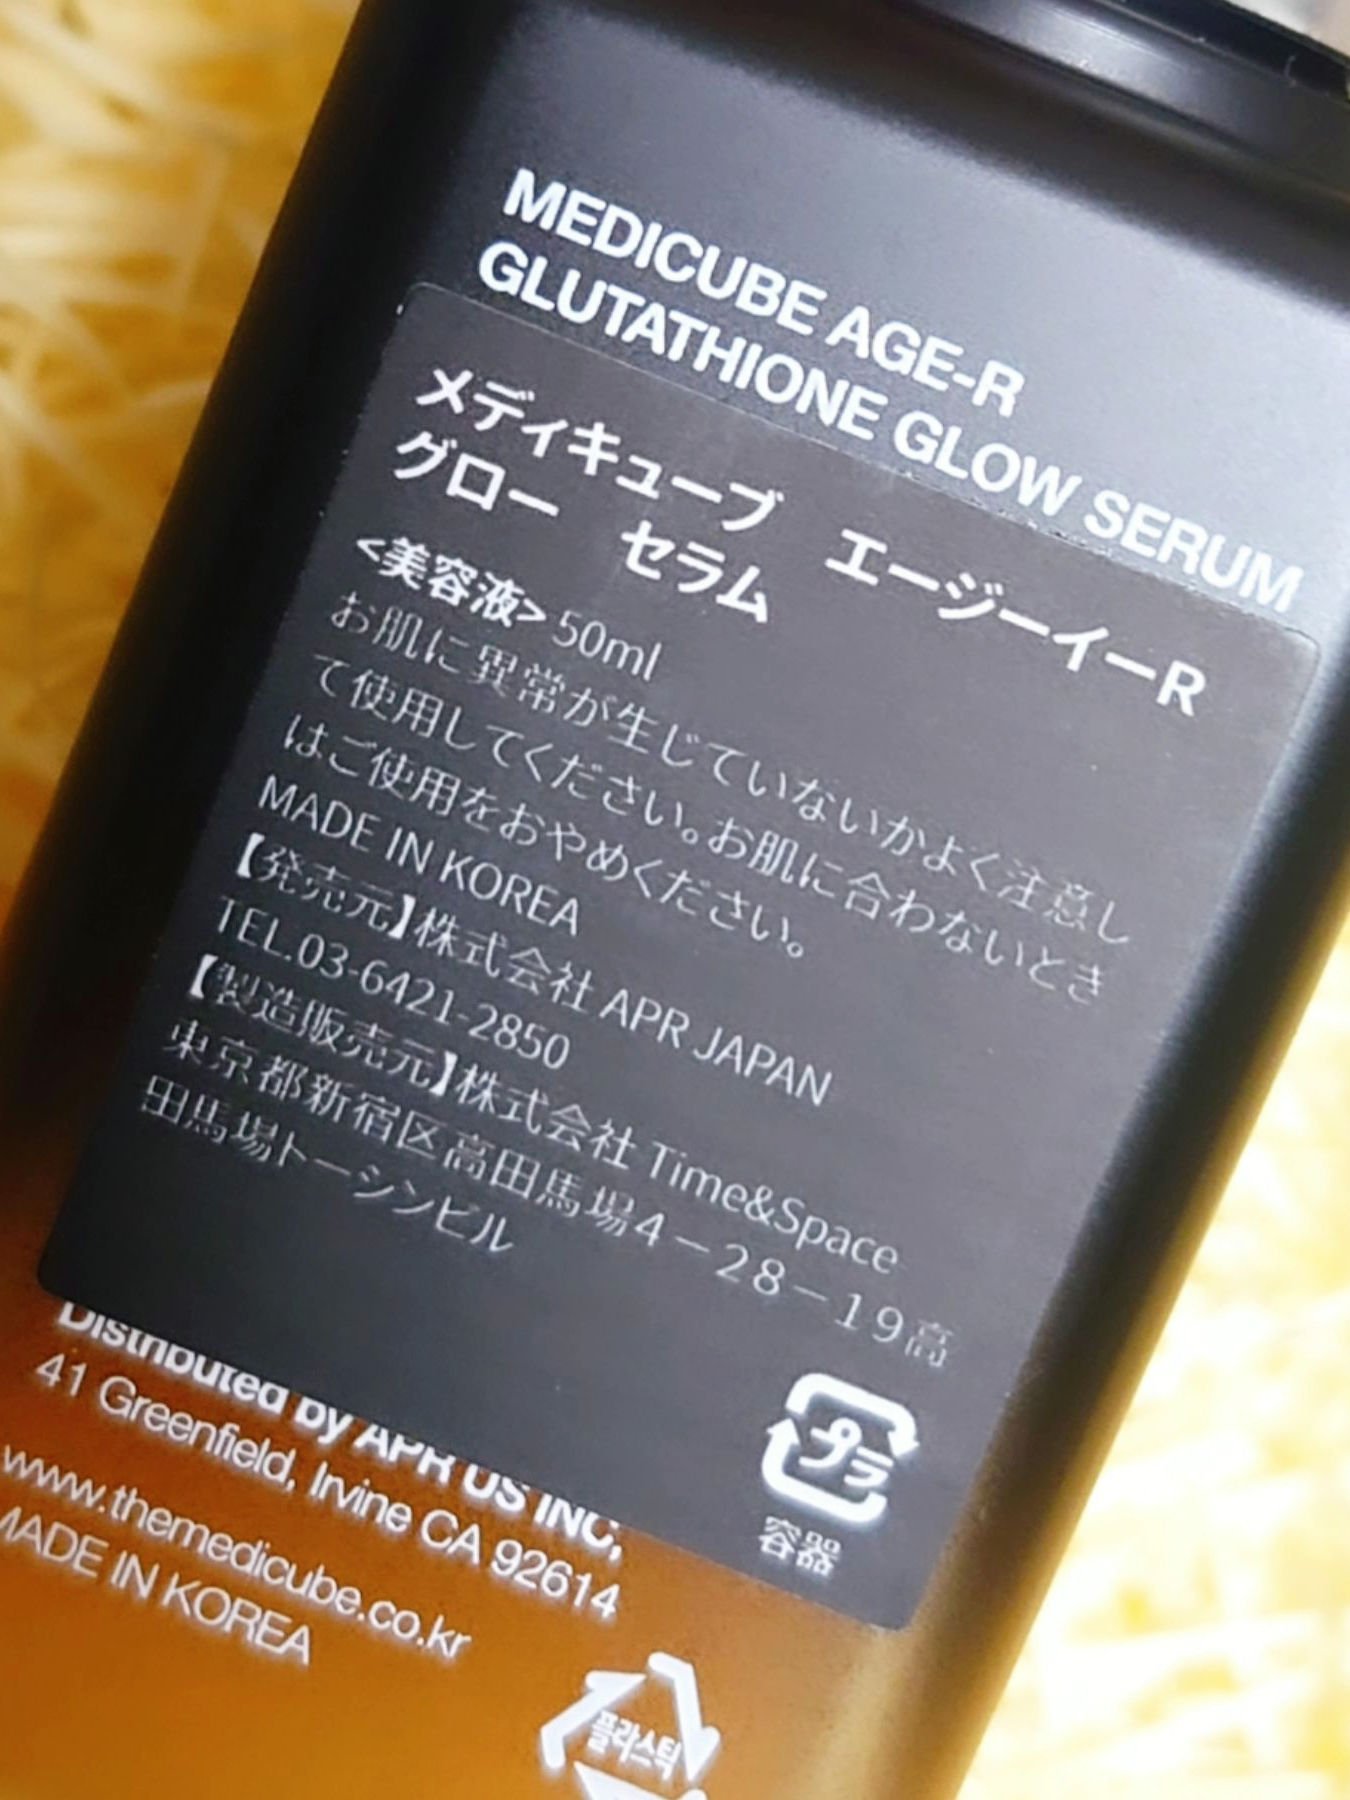 MEDICUBE AGE-R
GLUTATHIONE GLOW SERUM
メディキューブ　エージーイーR
グロー　セラム
<美容液> 50ml
お肌に異常が生じていないかよく注意し
て使用してください。お肌に合わないとき
はご使用をおやめください。
MADE IN KOREA
【発売元】株式会社 APR JAPAN
TEL.03-6421-2850
【製造販売元】株式会社 Time&Space
東京都新宿区高田馬場4－28－19高
田馬場トーシンビル
プラ
容器
Distributed by APR US INC,
41 Greenfield, Irvine CA 92614
www.themedicube.co.kr
MADE IN KOREA
플라스틱